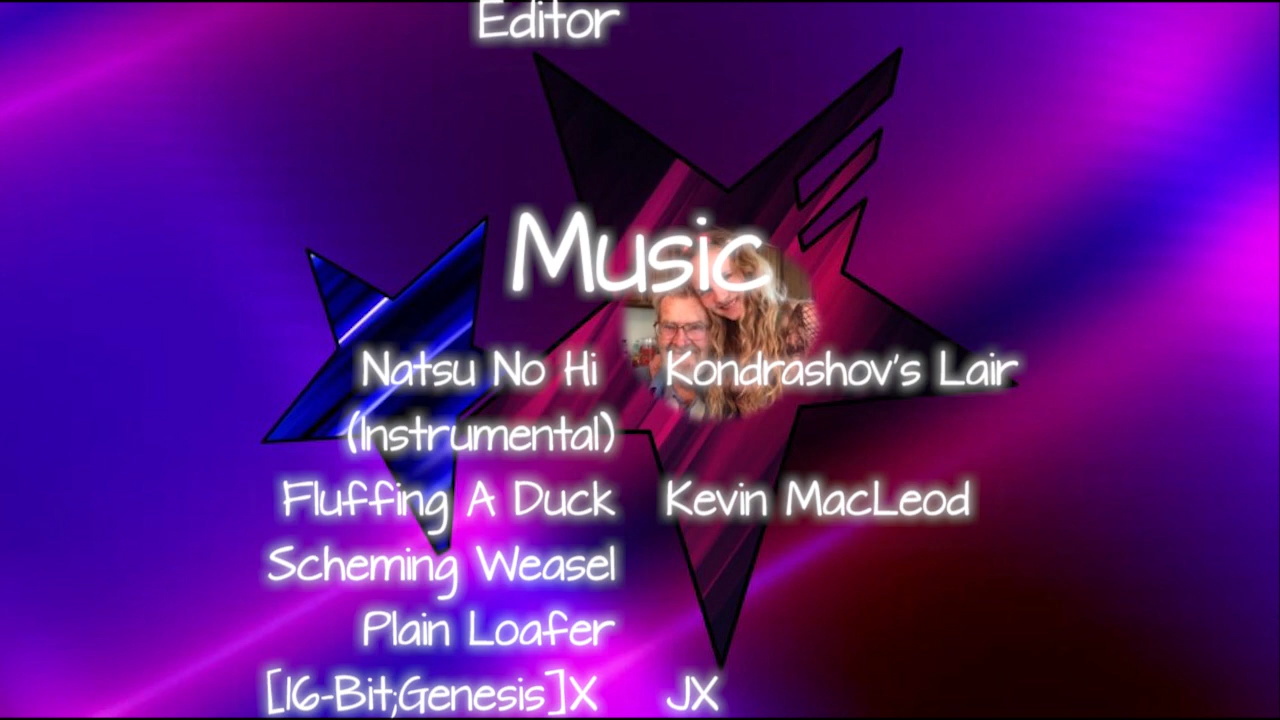 Editor
Music
Natsu No Hi Kondrashov's Lair
(Instrumental)
Fluffing A Duck Kevin MacLeod
Scheming Weasel
Plain Loafer
[16-Bit;Genesis]X JX